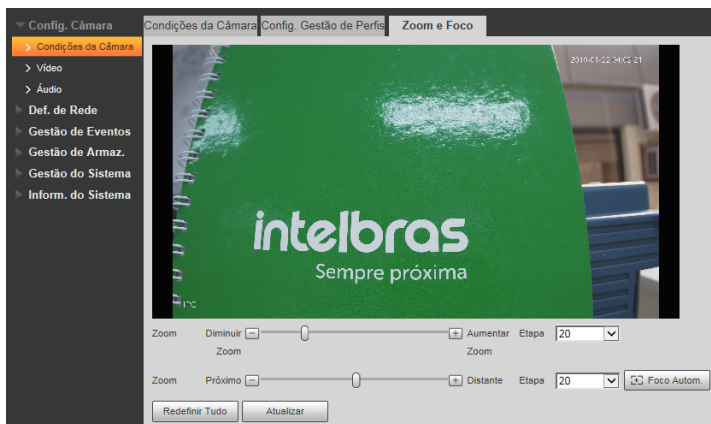 Config. Câmara
Condições da Câmara
Vídeo
Áudio
Def. de Rede
Gestão de Eventos
Gestão de Armaz.
Gestão do Sistema
Inform. do Sistema
Condições da Câmara Config. Gestão de Perfis Zoom e Foco
intelbras
Sempre próxima
Zoom Diminuir Aumentar Etapa 20
Zoom Zoom
Zoom Próximo Distante Etapa 20 Foco Autom.
Redefinir Tudo Atualizar